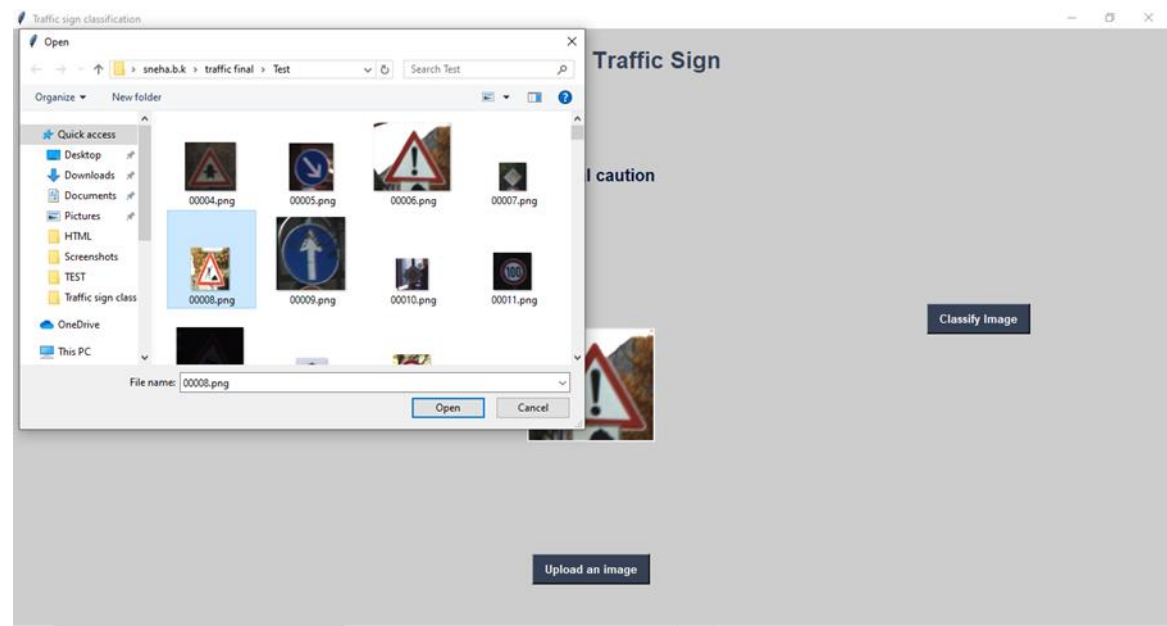 Traffic sign classification
Open
sneha.b.k > traffic final > Test
Search Test
Organize
New folder
Quick access
Desktop
Downloads
Documents
Pictures
HTML
Screenshots
TEST
Traffic sign class
OneDrive
This PC
00004.png
00005.png
00006.png
00007.png
00008.png
00009.png
00010.png
100
00011.png
File name: 00008.png
Open
Cancel
Traffic Sign
l caution
Classify Image
Upload an image